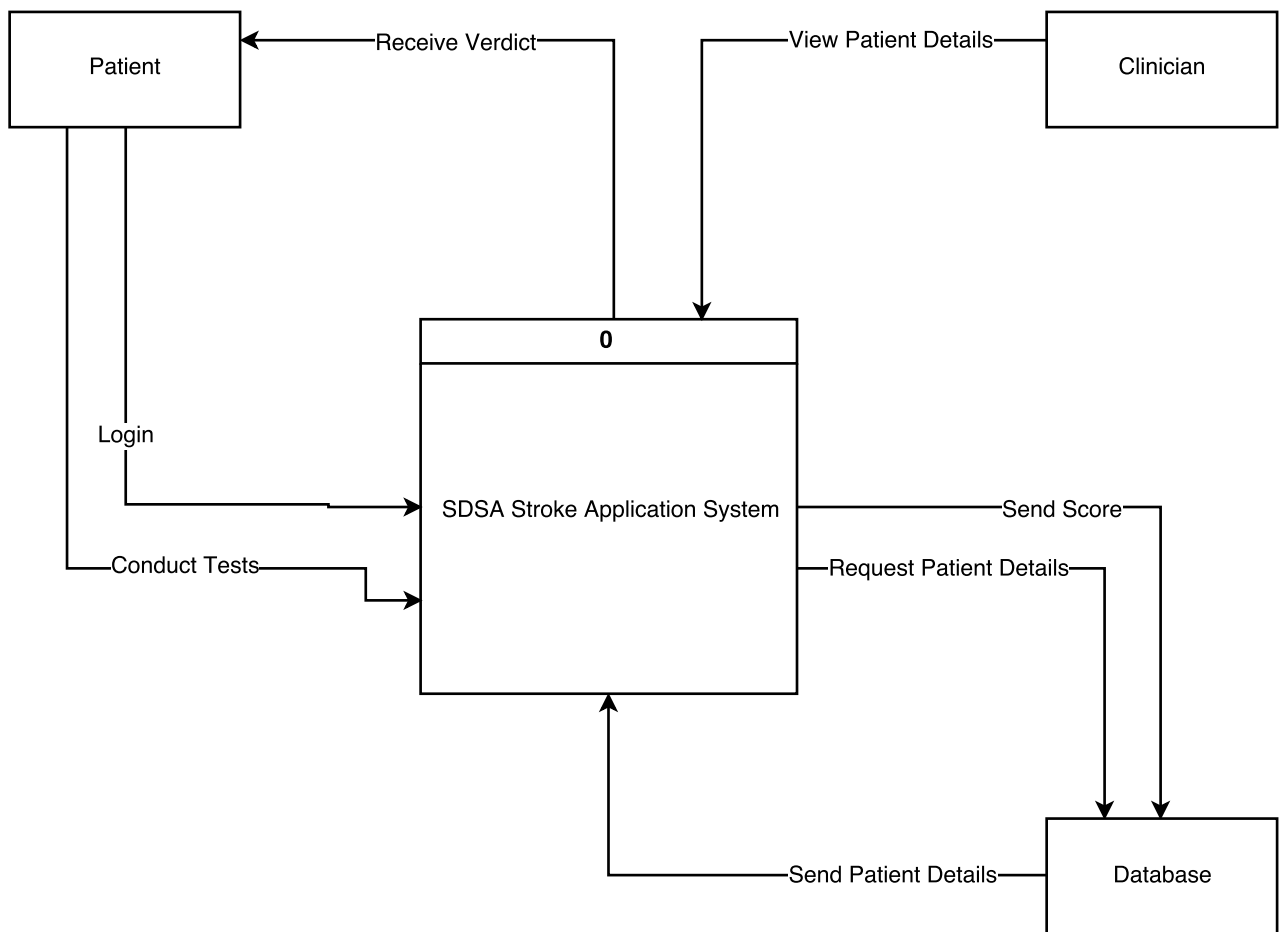 Patient
Receive Verdict
View Patient Details
Clinician
0
Login
SDSA Stroke Application System
Send Score
Conduct Tests
Request Patient Details
Send Patient Details
Database